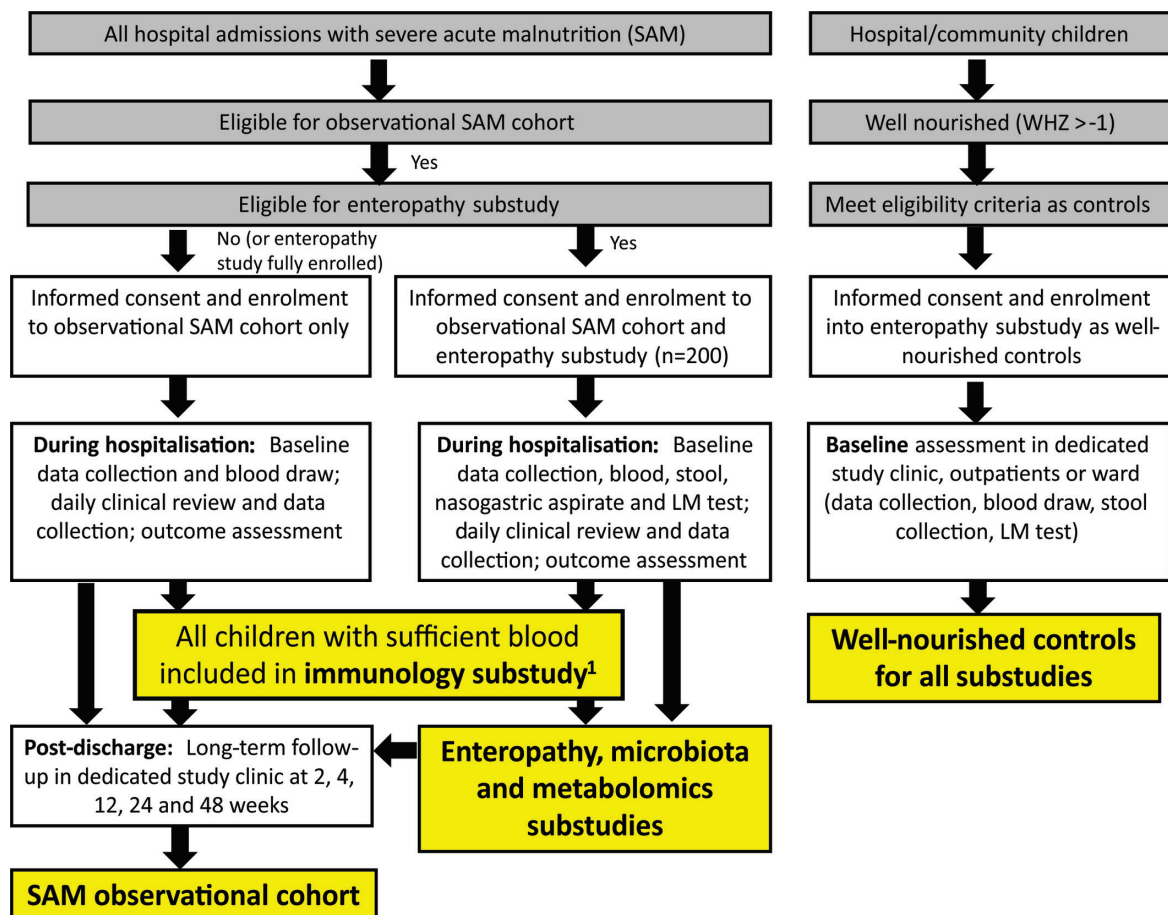 All hospital admissions with severe acute malnutrition (SAM)
Eligible for observational SAM cohort
Yes
Eligible for enteropathy substudy
No (or enteropathy
study fully enrolled)
Yes
Informed consent and enrolment
to observational SAM cohort only
Informed consent and enrolment to
observational SAM cohort and
enteropathy substudy (n=200)
During hospitalisation: Baseline
data collection and blood draw;
daily clinical review and data
collection; outcome assessment
During hospitalisation: Baseline
data collection, blood, stool,
nasogastric aspirate and LM test;
daily clinical review and data
collection; outcome assessment
All children with sufficient blood
included in immunology substudy¹
Post-discharge: Long-term follow-
up in dedicated study clinic at 2, 4,
12, 24 and 48 weeks
Enteropathy, microbiota
and metabolomics
substudies
SAM observational cohort
Hospital/community children
Well nourished (WHZ >-1)
Meet eligibility criteria as controls
Informed consent and enrolment
into enteropathy substudy as well-
nourished controls
Baseline assessment in dedicated
study clinic, outpatients or ward
(data collection, blood draw, stool
collection, LM test)
Well-nourished controls
for all substudies